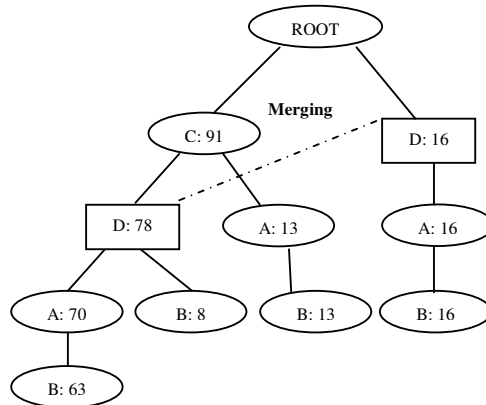 ROOT
Merging
C: 91
D: 16
D: 78
A: 13
A: 16
A: 70
B: 8
B: 13
B: 16
B: 63